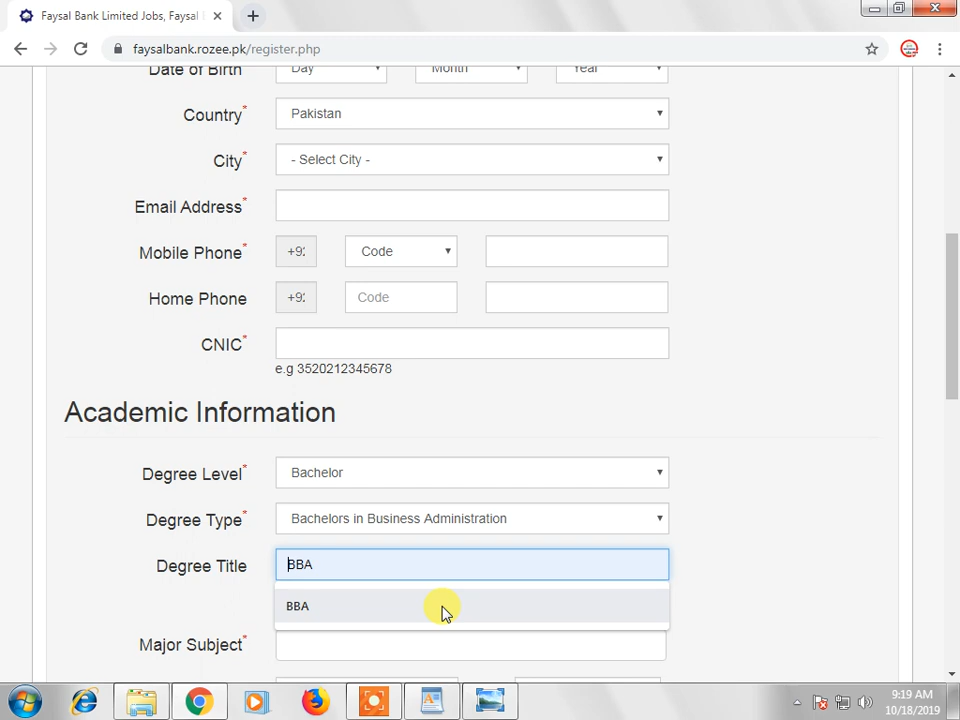 Faysal Bank Limited Jobs, Faysal
faysalbank.rozee.pk/register.php
Date of Birth Day Month Year
Country* Pakistan
City* - Select City -
Email Address*
Mobile Phone* +92 Code
Home Phone +92 Code
CNIC*
e.g 3520212345678
Academic Information
Degree Level* Bachelor
Degree Type* Bachelors in Business Administration
Degree Title BBA
BBA
Major Subject*
9:19 AM
10/18/2019